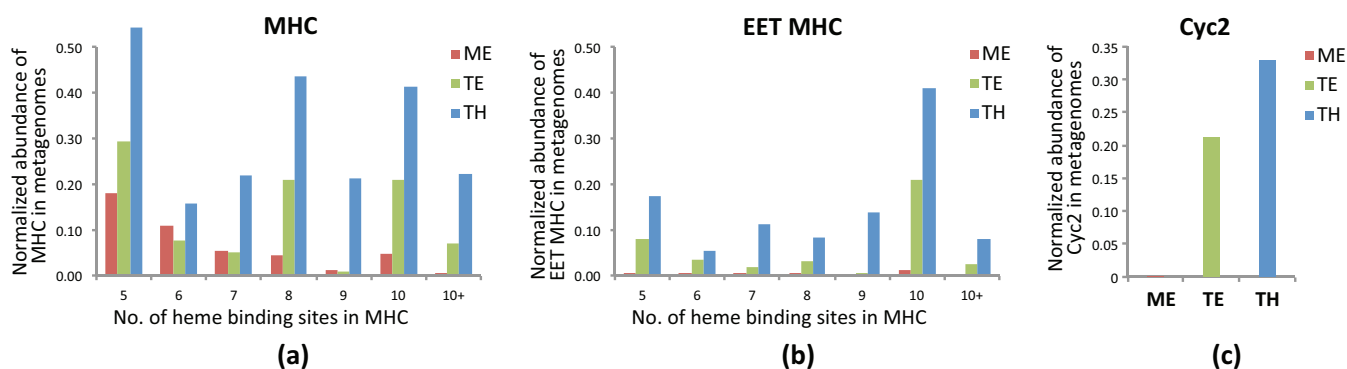 MHC
Normalized abundance of
MHC in metagenomes
0.50
0.40
0.30
0.20
0.10
0.00
5 6 7 8 9 10 10+
No. of heme binding sites in MHC
ME
TE
TH
(a)
EET MHC
Normalized abundance of
EET MHC in metagenomes
0.50
0.40
0.30
0.20
0.10
0.00
5 6 7 8 9 10 10+
No. of heme binding sites in MHC
ME
TE
TH
(b)
Cyc2
Normalized abundance of
Cyc2 in metagenomes
0.35
0.30
0.25
0.20
0.15
0.10
0.05
0
ME TE TH
ME
TE
TH
(c)